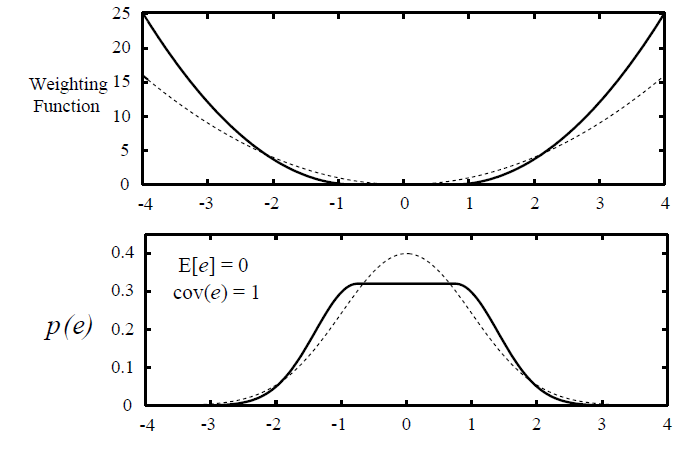 25
20
Weighting 15
Function 10
5
0
-4 -3 -2 -1 0 1 2 3 4
0.4
E[e] = 0
0.3
cov(e) = 1
p(e) 0.2
0.1
0
-4 -3 -2 -1 0 1 2 3 4